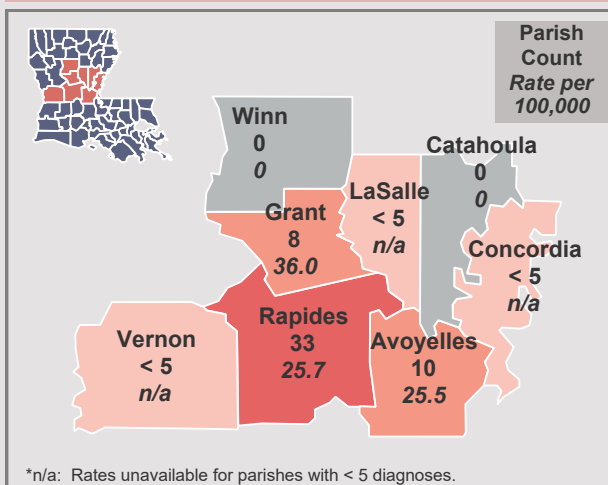 Parish
Count
Rate per
100,000
Winn
0
0
Catahoula
0
0
LaSalle
< 5
n/a
Grant
8
36.0
Concordia
< 5
n/a
Vernon
< 5
n/a
Rapides
33
25.7
Avoyelles
10
25.5
*n/a: Rates unavailable for parishes with < 5 diagnoses.